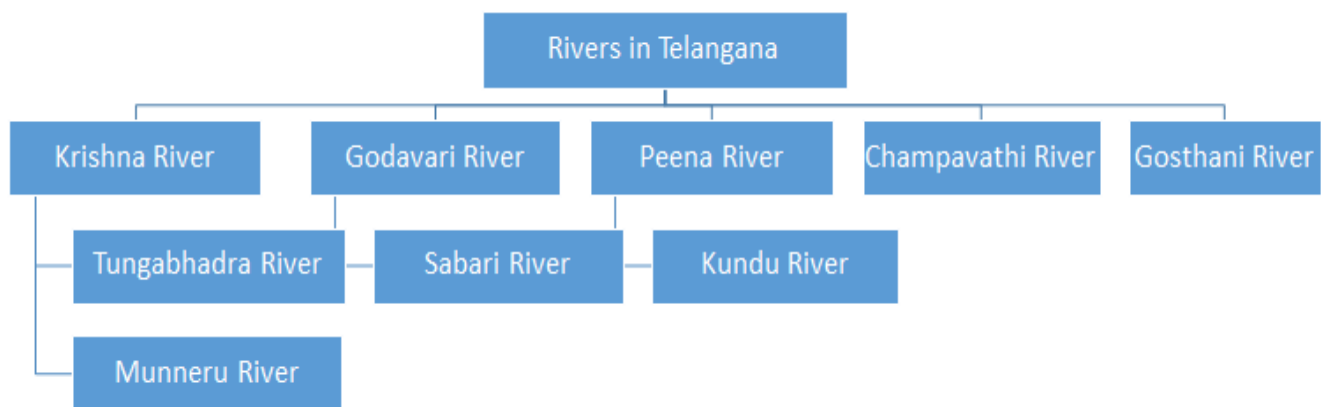 Rivers in Telangana
Krishna River
Godavari River
Peena River
Champavathi River
Gosthani River
Tungabhadra River
Sabari River
Kundu River
Munneru River